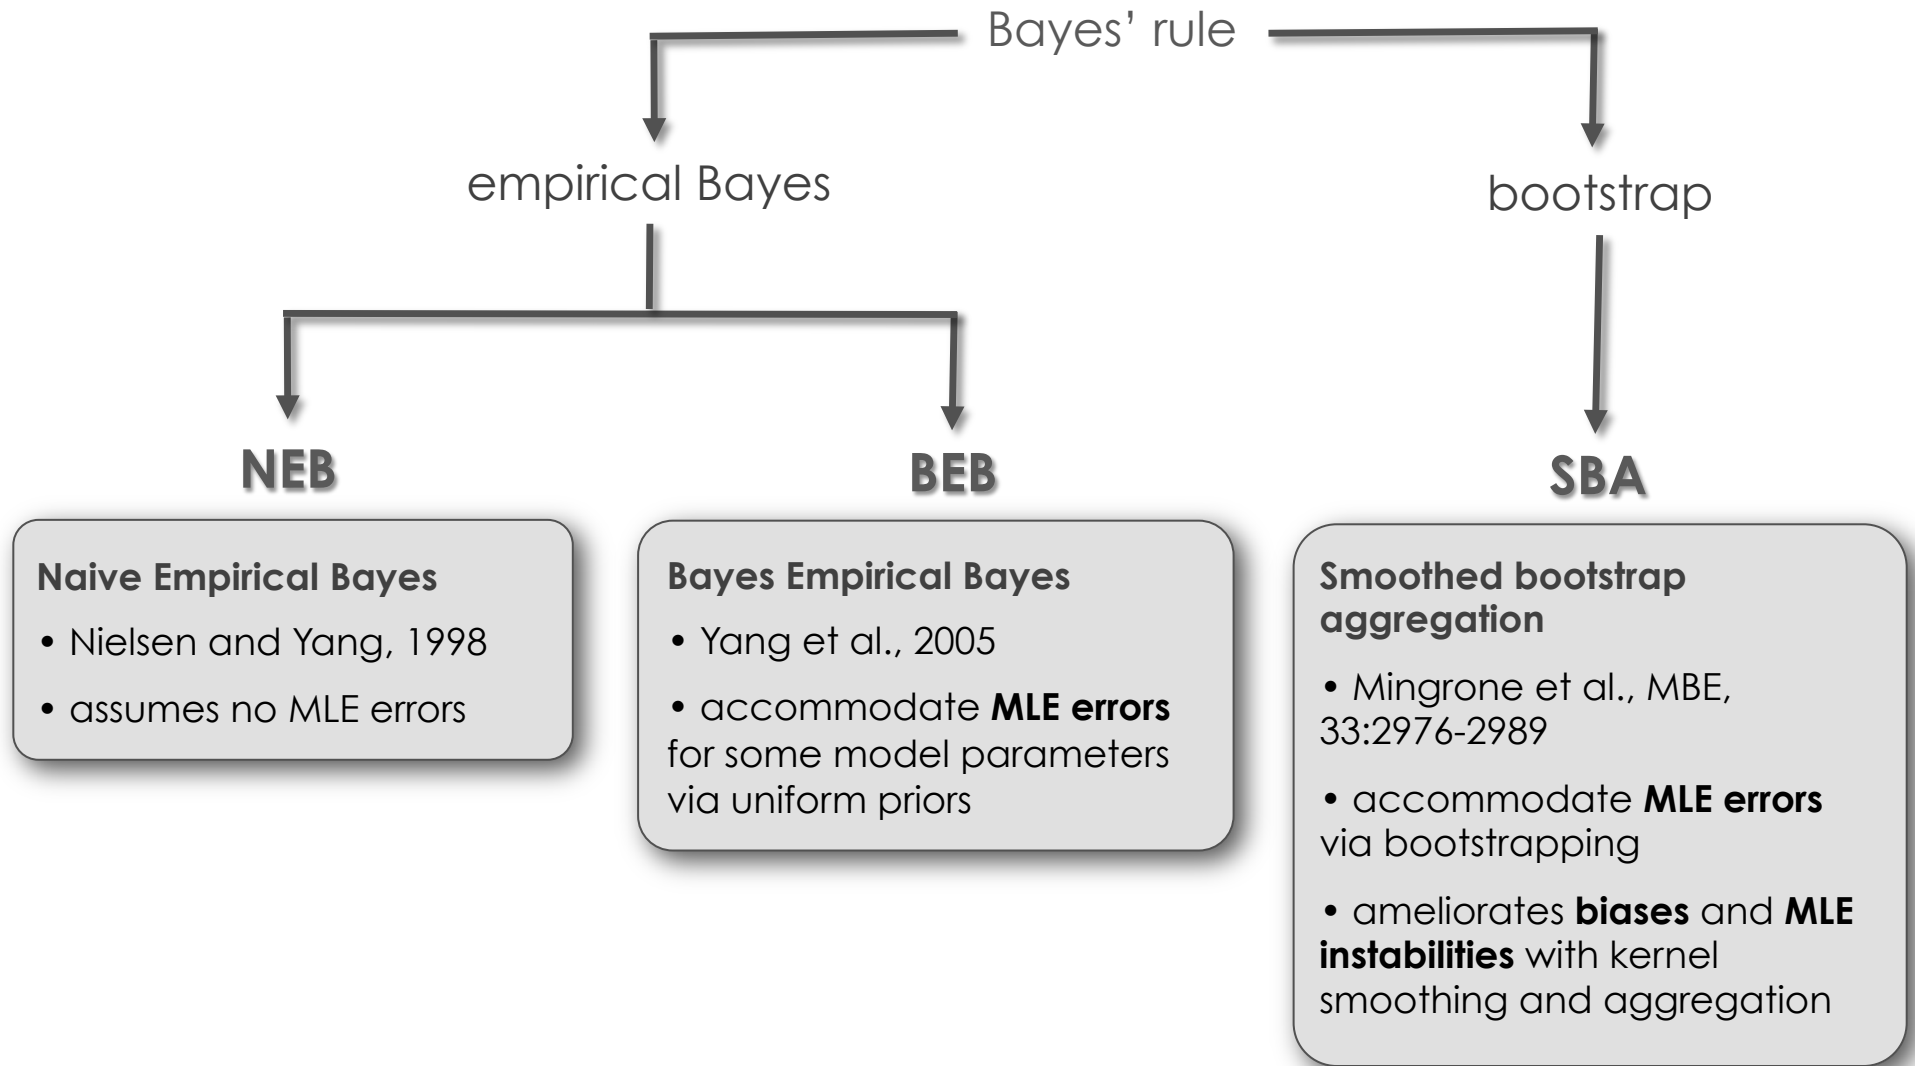 Bayes’ rule
empirical Bayes
bootstrap
NEB
Naive Empirical Bayes
• Nielsen and Yang, 1998
• assumes no MLE errors
BEB
Bayes Empirical Bayes
• Yang et al., 2005
• accommodate MLE errors
for some model parameters
via uniform priors
SBA
Smoothed bootstrap
aggregation
• Mingrone et al., MBE,
33:2976-2989
• accommodate MLE errors
via bootstrapping
• ameliorates biases and MLE
instabilities with kernel
smoothing and aggregation